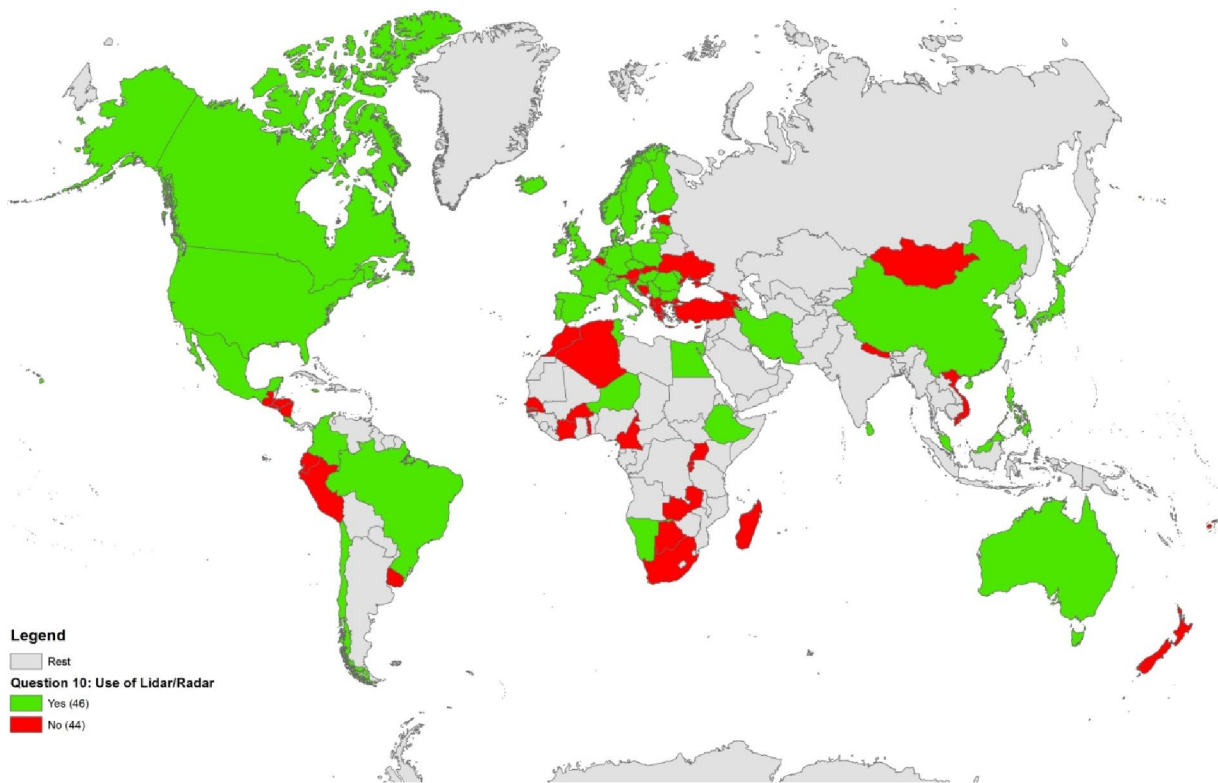 Legend
Rest
Question 10: Use of Lidar/Radar
Yes (46)
No (44)